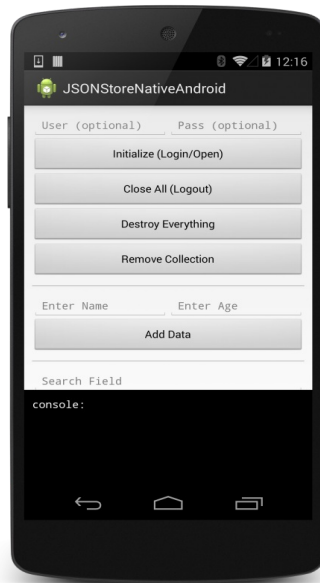 12:16
JSONStoreNativeAndroid
User (optional) Pass (optional)
Initialize (Login/Open)
Close All (Logout)
Destroy Everything
Remove Collection
Enter Name Enter Age
Add Data
Search Field
console: